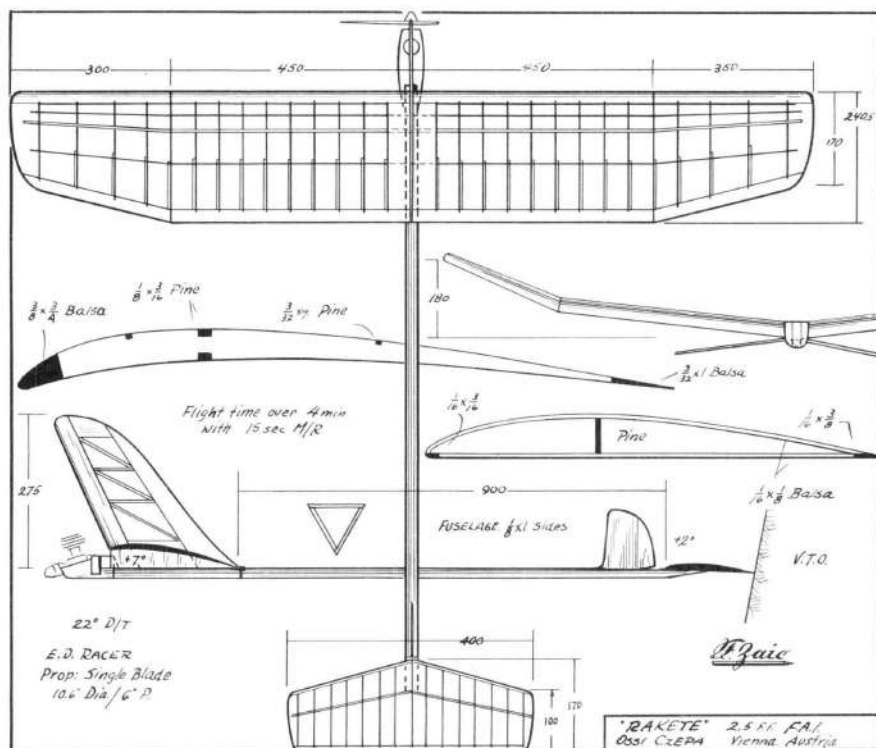 300 450 450 350
240.5
170
1/8 x 3/16 Pine
3/8 x 3/4 Balsa
3/32 sq. Pine
180
3/32 x 1 Balsa
Flight time over 4 min
with 15 sec M/R
1/16 x 3/16
Pine
1/16 x 3/8
1/16 x 1/8 Balsa
275
900
FUSELAGE 1/8 x 1 Sides
+7°
+2°
V.T.O.
22° D/T
E.D. RACER
Prop: Single Blade
10.6" Dia / 6" P.
400
170
100
F. Zaic
"RAKETE" 2.5 F.F. F.A.I.
OSSI CZEPA Vienna Austria